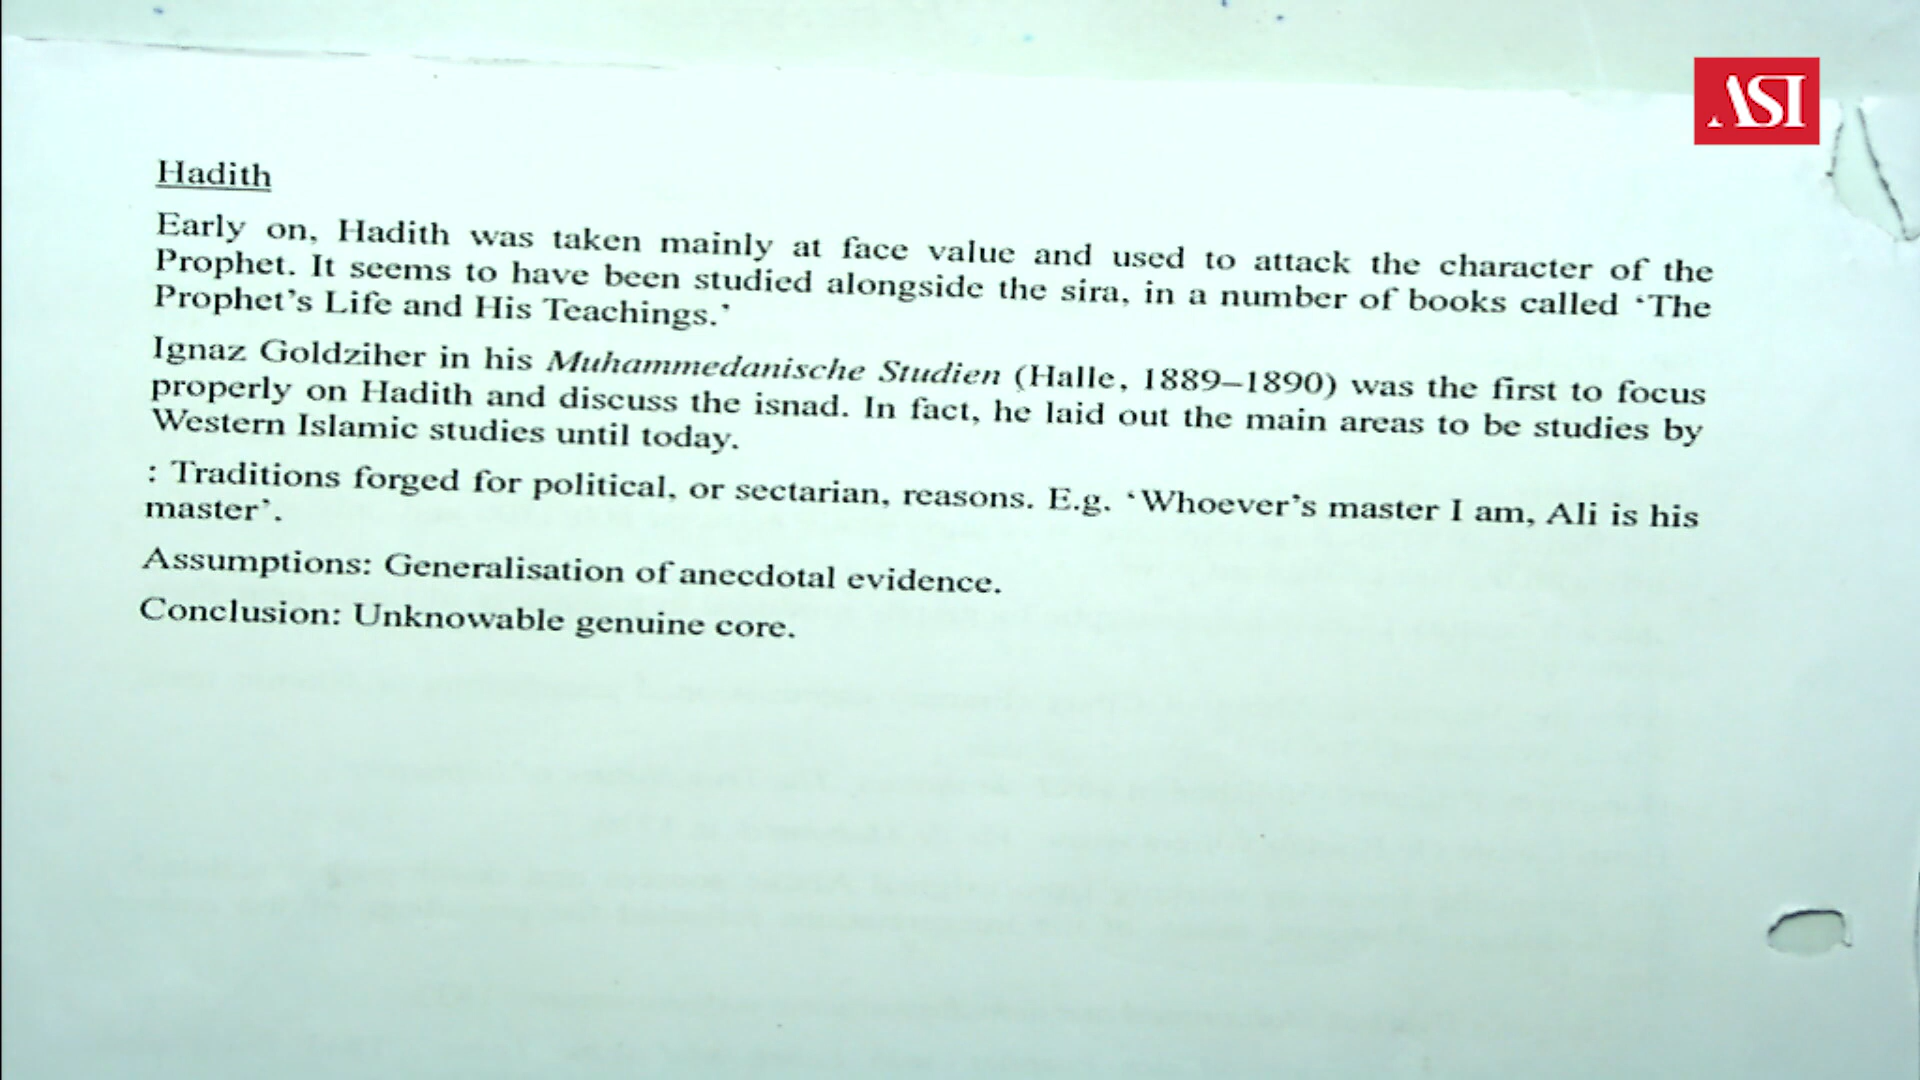 ASI
Hadith
Early on, Hadith was taken mainly at face value and used to attack the character of the
Prophet. It seems to have been studied alongside the sira, in a number of books called ‘The
Prophet’s Life and His Teachings.’
Ignaz Goldziher in his Muhammedanische Studien (Halle, 1889–1890) was the first to focus
properly on Hadith and discuss the isnad. In fact, he laid out the main areas to be studies by
Western Islamic studies until today.
: Traditions forged for political, or sectarian, reasons. E.g. ‘Whoever’s master I am, Ali is his
master’.
Assumptions: Generalisation of anecdotal evidence.
Conclusion: Unknowable genuine core.